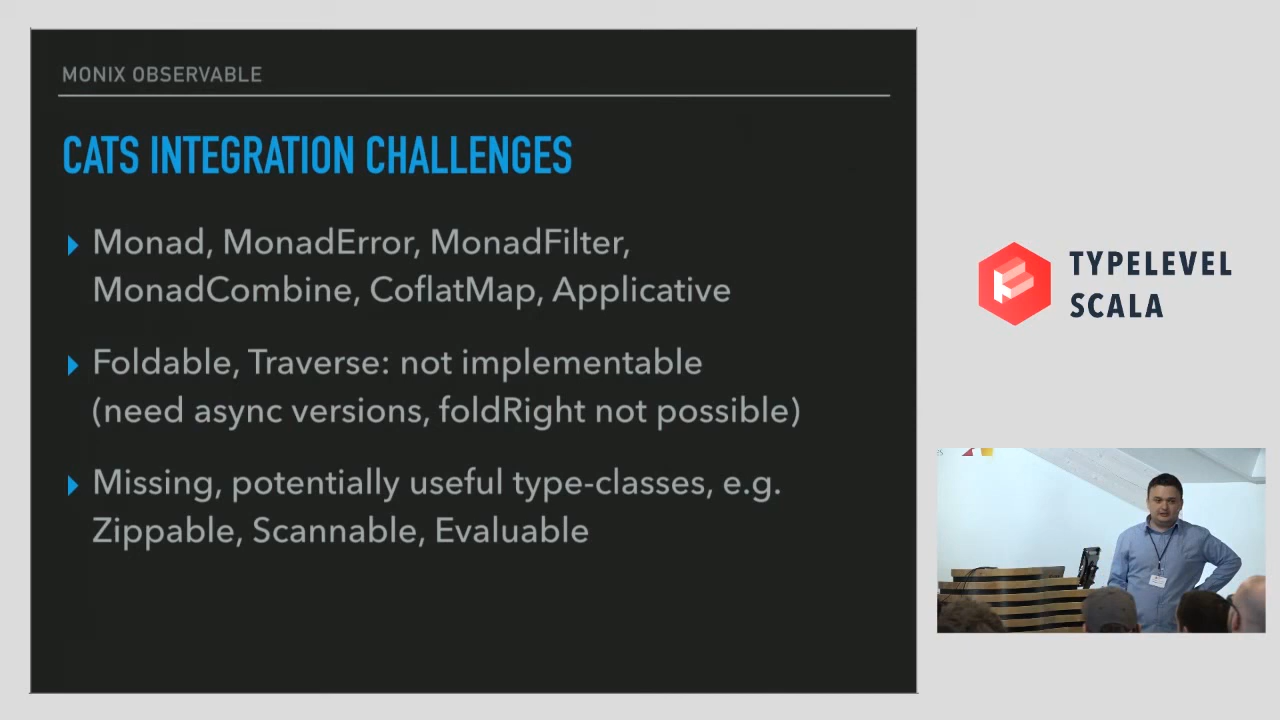 MONIX OBSERVABLE
CATS INTEGRATION CHALLENGES
Monad, MonadError, MonadFilter,
MonadCombine, CoflatMap, Applicative
Foldable, Traverse: not implementable
(need async versions, foldRight not possible)
Missing, potentially useful type-classes, e.g.
Zippable, Scannable, Evaluable
TYPELEVEL
SCALA